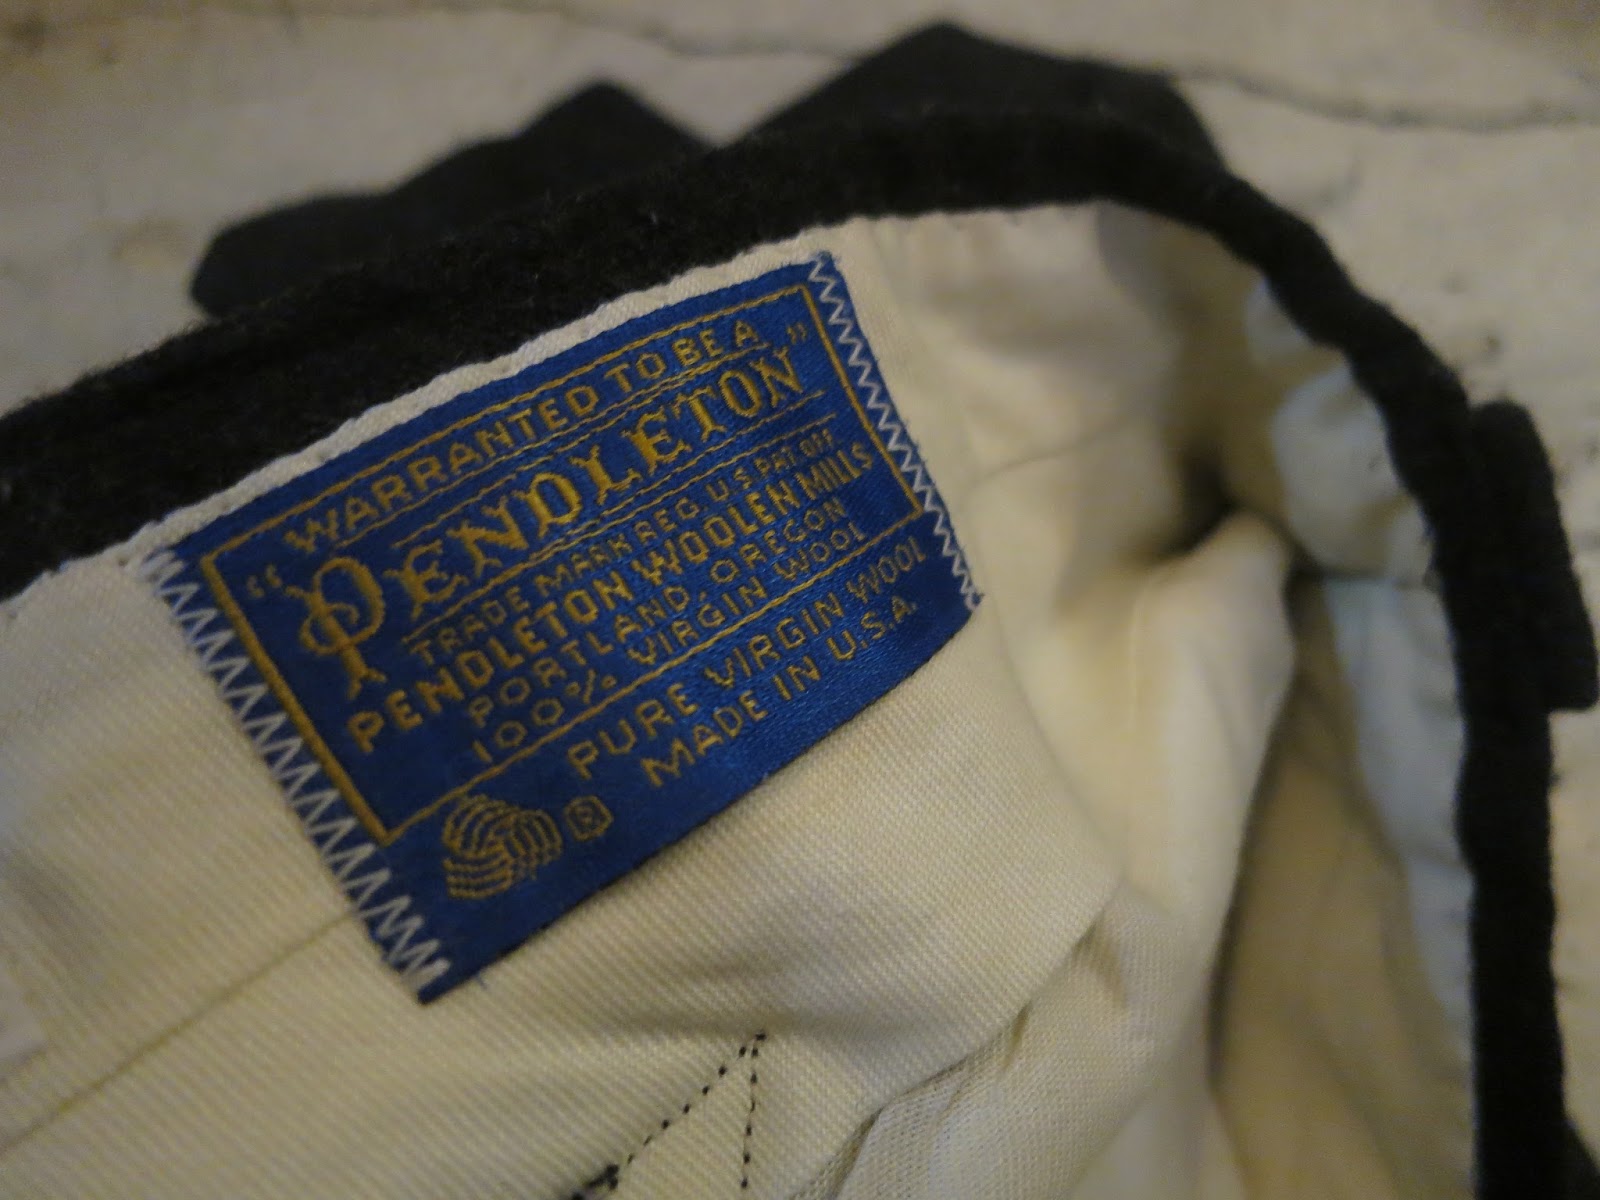 WARRANTED TO BE A
"PENDLETON"
TRADE MARK REG. U.S. PAT. OFF.
PENDLETON WOOLEN MILLS
PORTLAND, OREGON
100% VIRGIN WOOL
PURE VIRGIN WOOL
® MADE IN U.S.A.